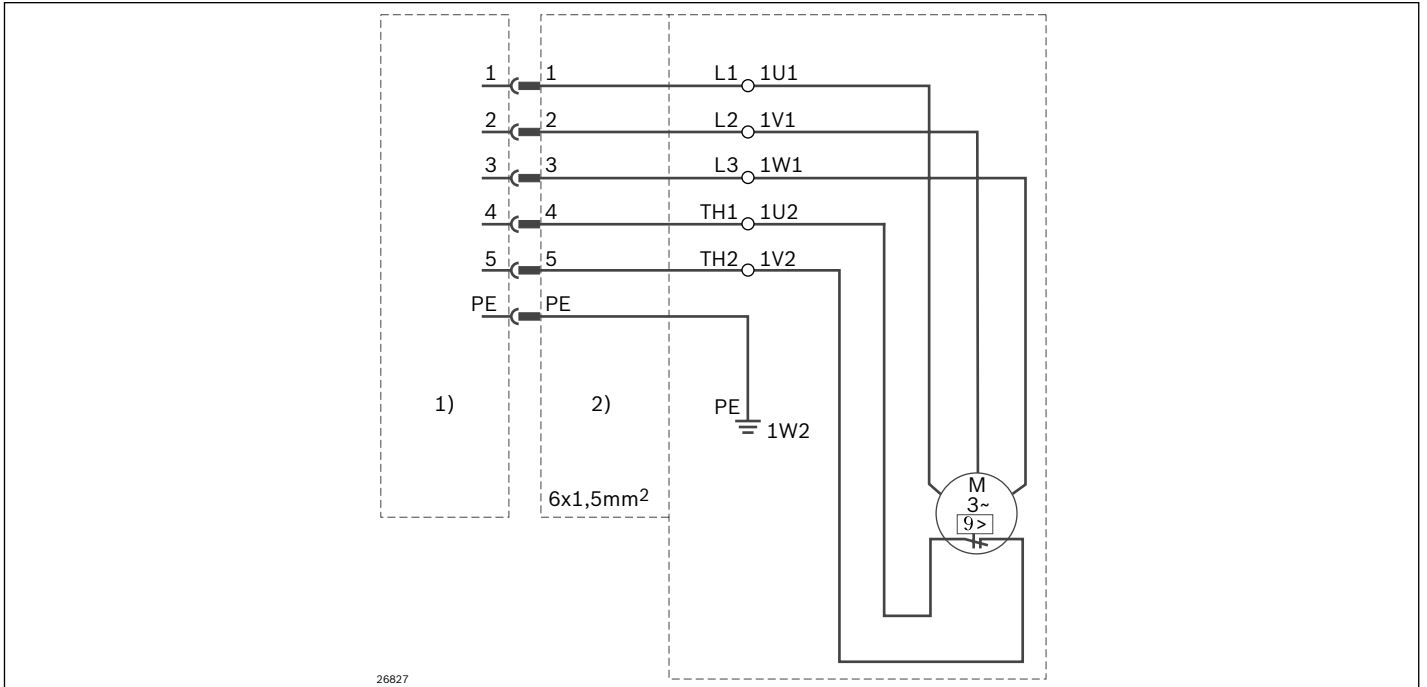 1 1 L1 1U1
2 2 L2 1V1
3 3 L3 1W1
4 4 TH1 1U2
5 5 TH2 1V2
PE PE
1) 2) PE
1W2
6x1,5mm2
M
3~
9>
26827